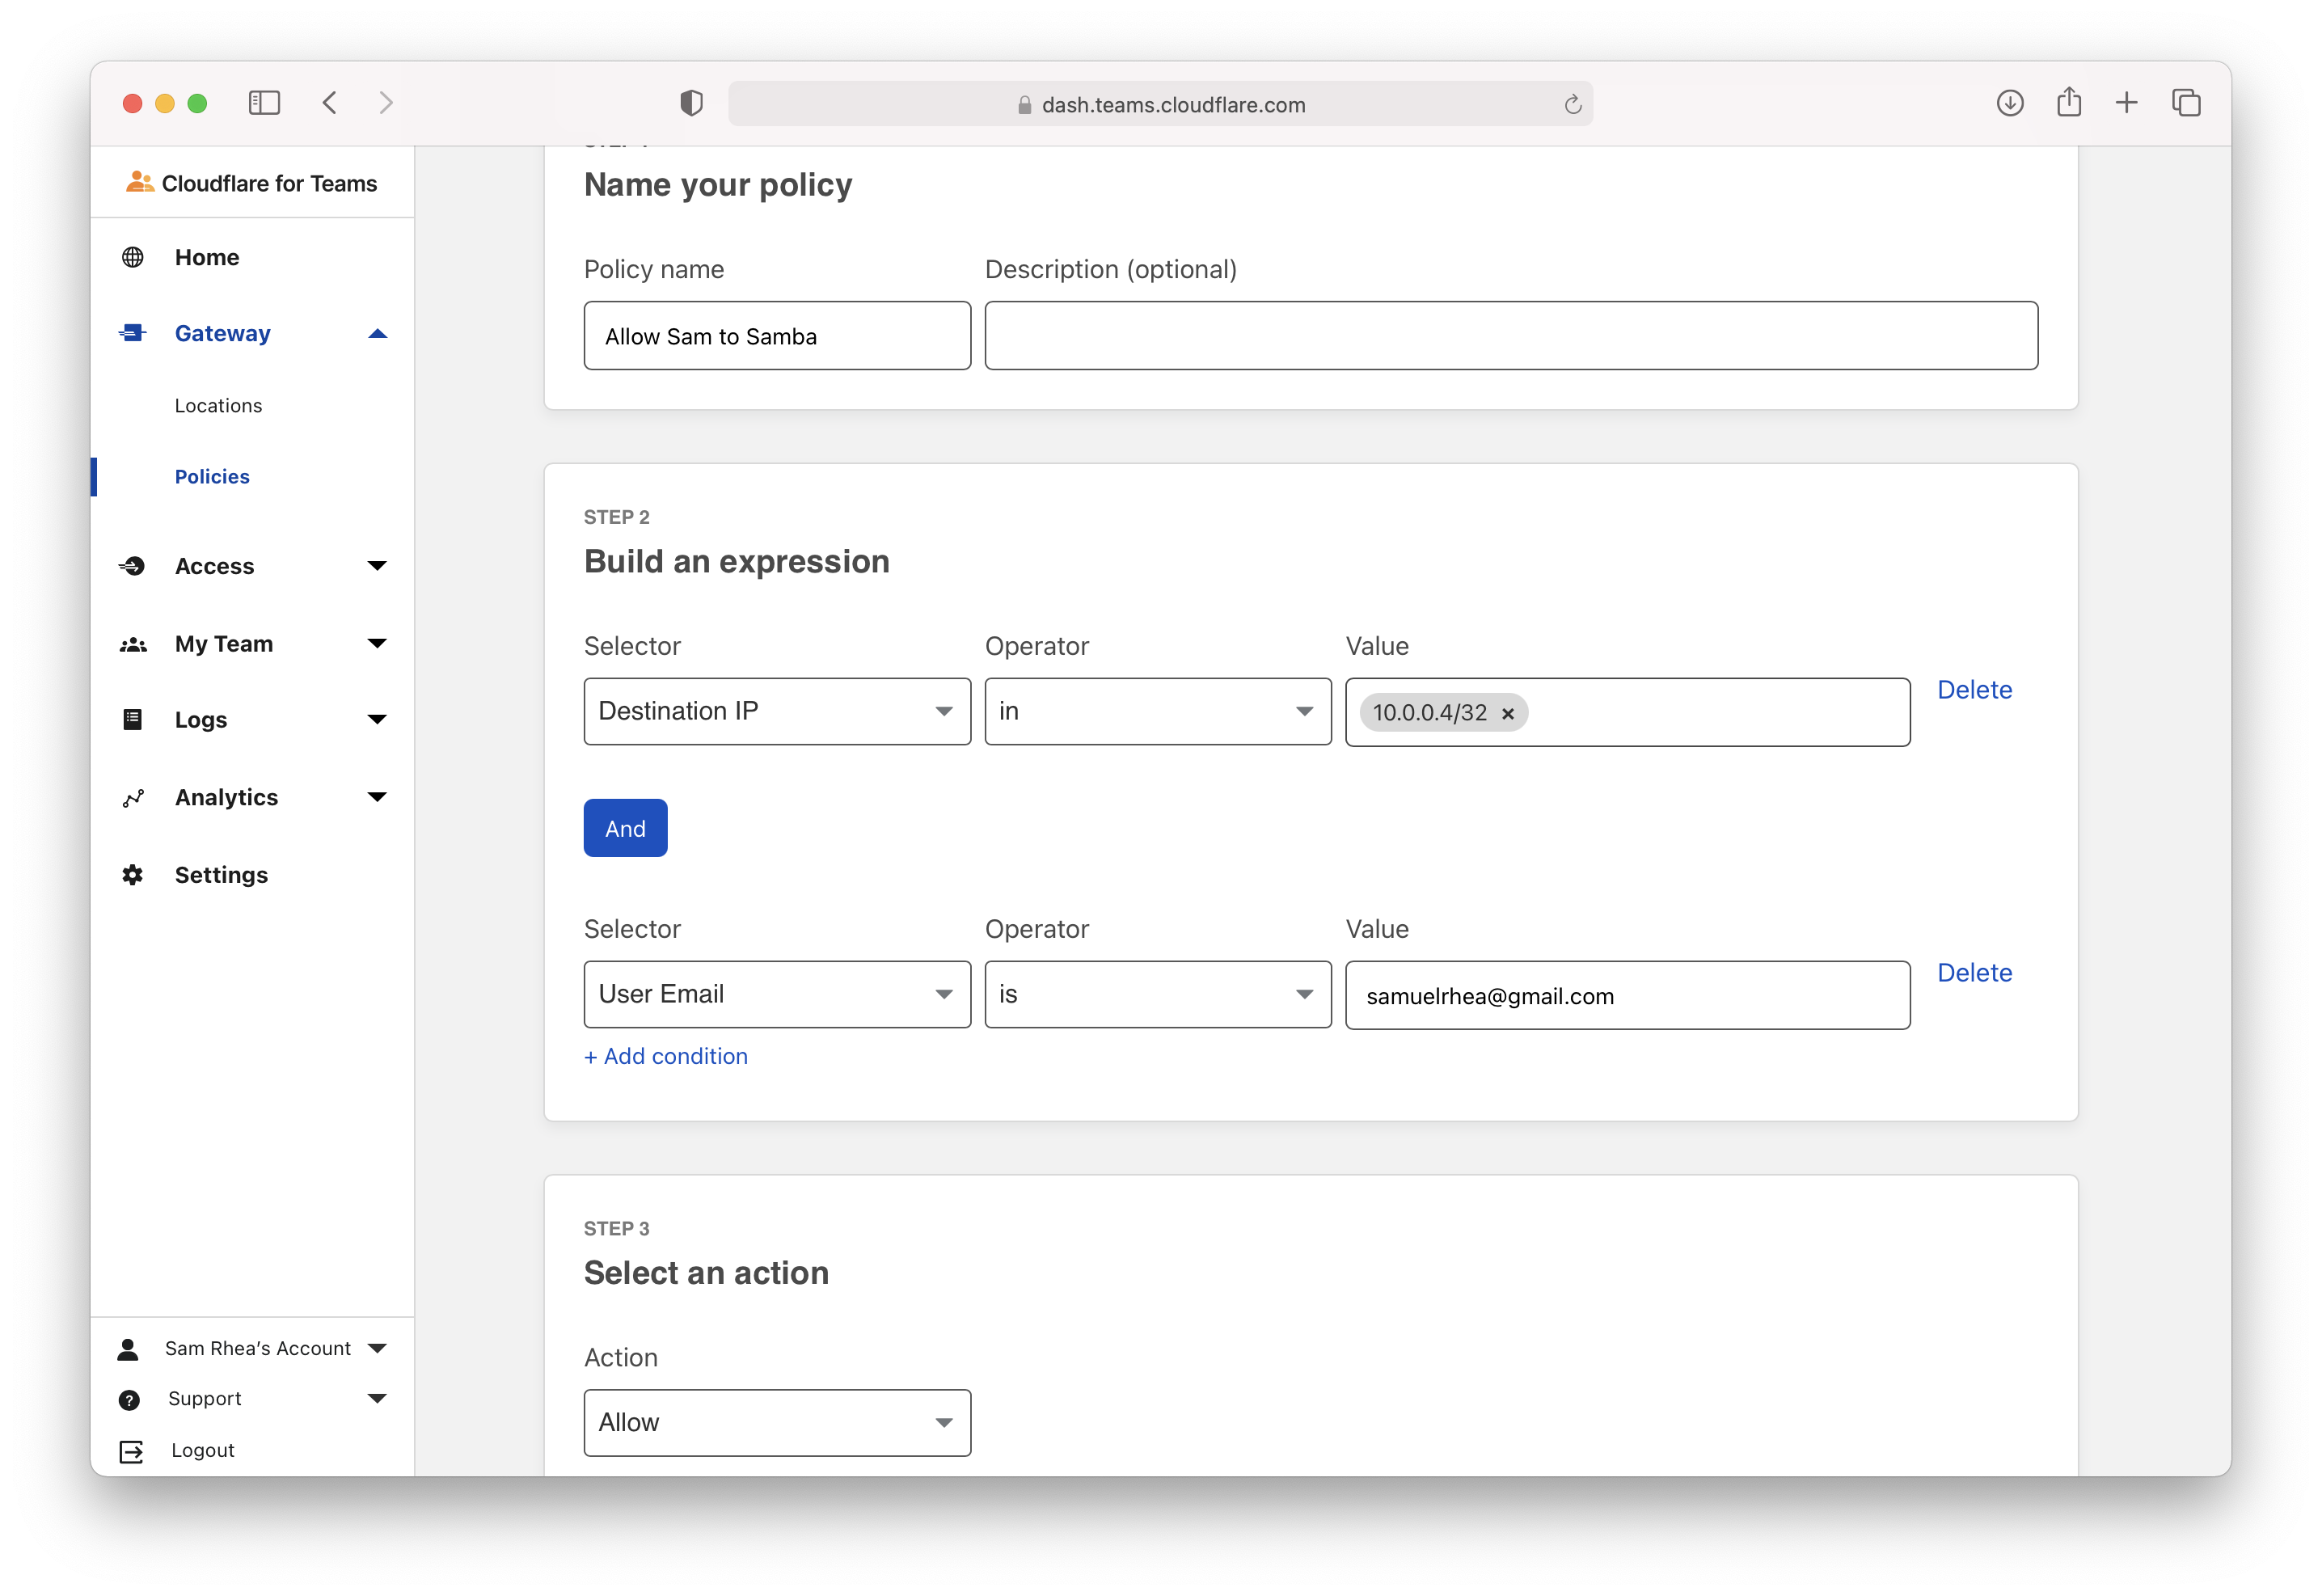 dash.teams.cloudflare.com
Cloudflare for Teams
Home
Gateway
Locations
Policies
Access
My Team
Logs
Analytics
Settings
Sam Rhea's Account
Support
Logout
Name your policy
Policy name Description (optional)
Allow Sam to Samba
STEP 2
Build an expression
Selector Operator Value
Destination IP in 10.0.0.4/32 × Delete
And
Selector Operator Value
User Email is samuelrhea@gmail.com Delete
+ Add condition
STEP 3
Select an action
Action
Allow